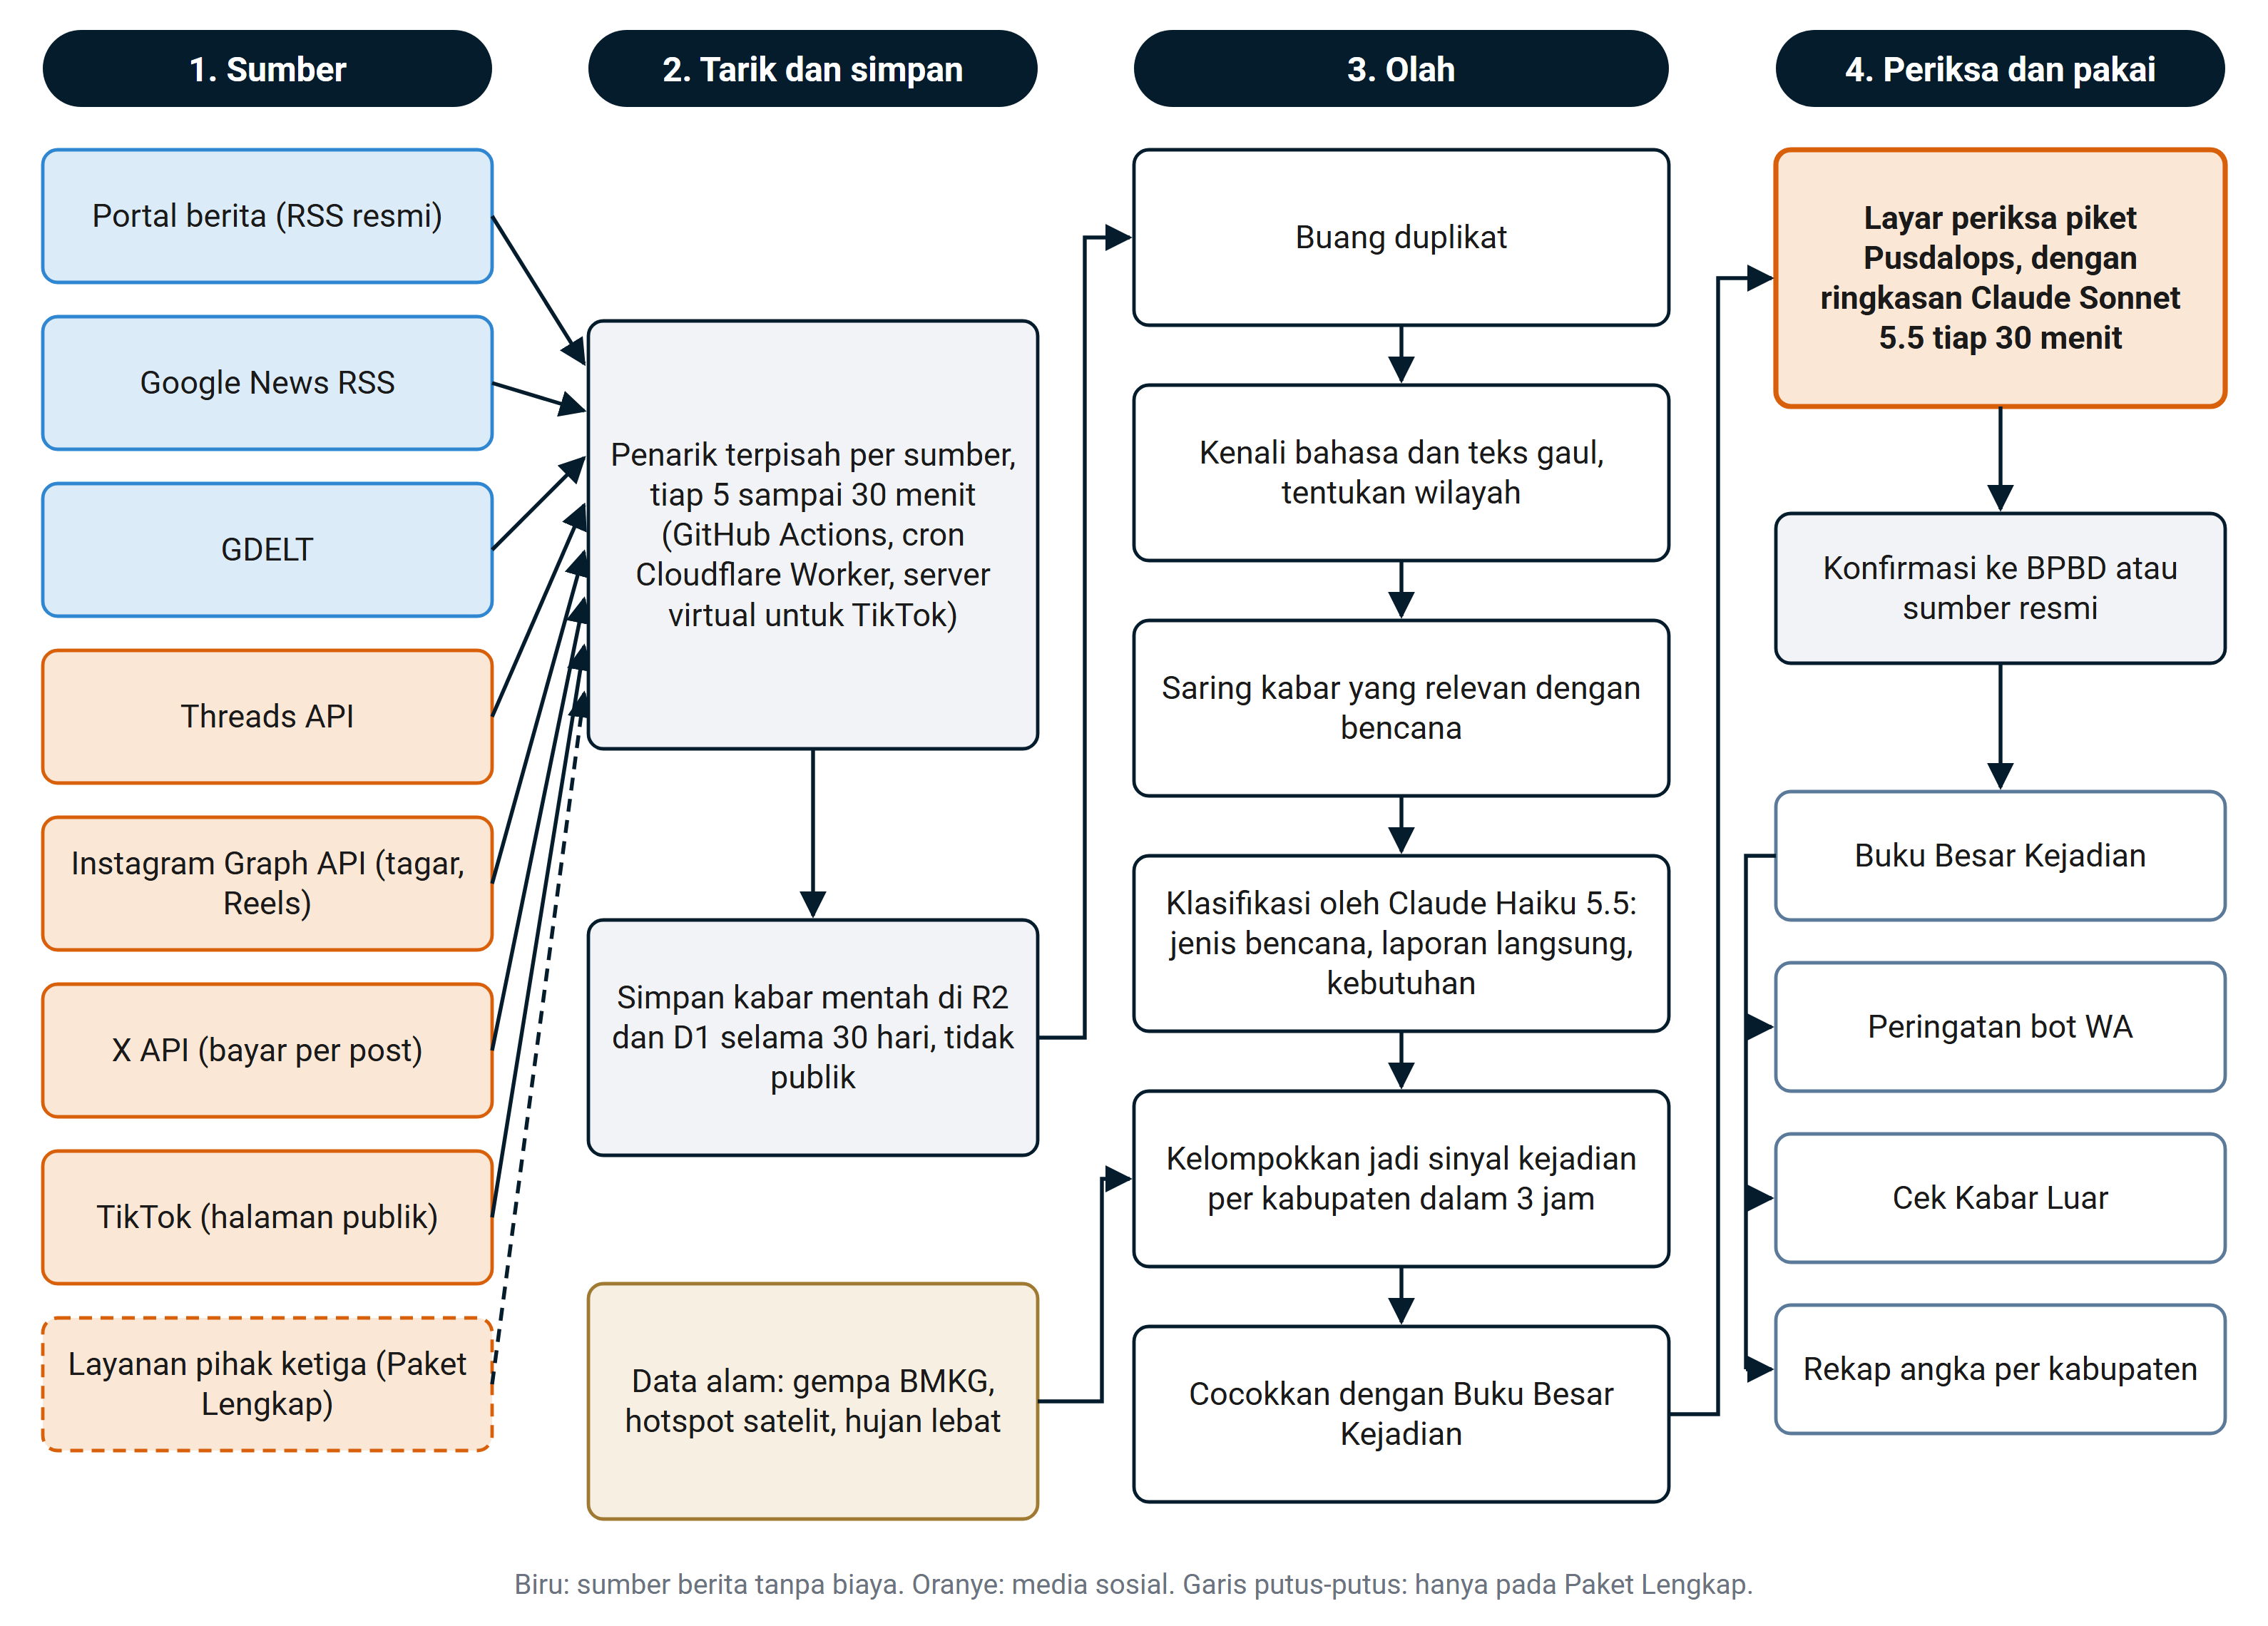 1. Sumber
Portal berita (RSS resmi)
Google News RSS
GDELT
Threads API
Instagram Graph API (tagar,
Reels)
X API (bayar per post)
TikTok (halaman publik)
Layanan pihak ketiga (Paket
Lengkap)
2. Tarik dan simpan
Penarik terpisah per sumber,
tiap 5 sampai 30 menit
(GitHub Actions, cron
Cloudflare Worker, server
virtual untuk TikTok)
Simpan kabar mentah di R2
dan D1 selama 30 hari, tidak
publik
Data alam: gempa BMKG,
hotspot satelit, hujan lebat
3. Olah
Buang duplikat
Kenali bahasa dan teks gaul,
tentukan wilayah
Saring kabar yang relevan dengan
bencana
Klasifikasi oleh Claude Haiku 5.5:
jenis bencana, laporan langsung,
kebutuhan
Kelompokkan jadi sinyal kejadian
per kabupaten dalam 3 jam
Cocokkan dengan Buku Besar
Kejadian
4. Periksa dan pakai
Layar periksa piket
Pusdalops, dengan
ringkasan Claude Sonnet
5.5 tiap 30 menit
Konfirmasi ke BPBD atau
sumber resmi
Buku Besar Kejadian
Peringatan bot WA
Cek Kabar Luar
Rekap angka per kabupaten
Biru: sumber berita tanpa biaya. Oranye: media sosial. Garis putus-putus: hanya pada Paket Lengkap.